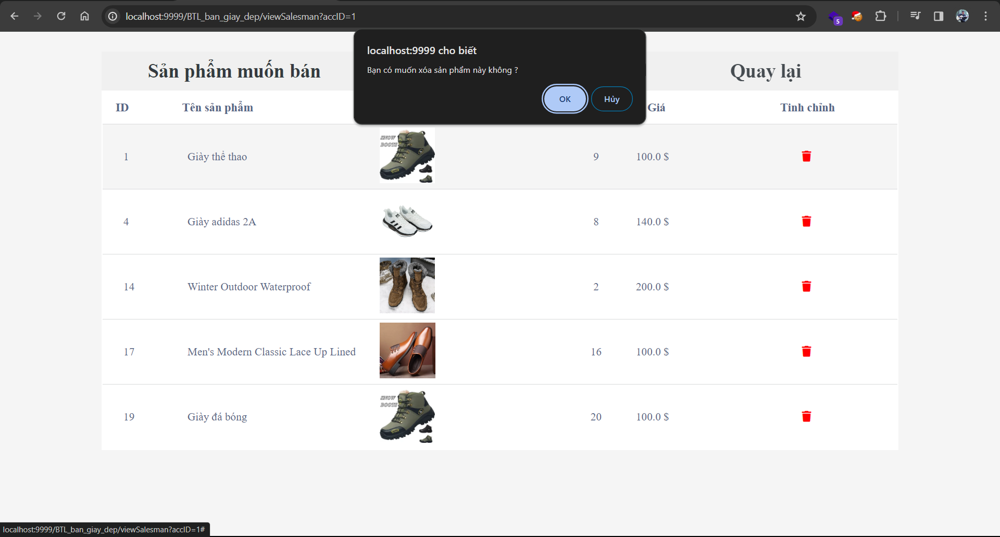 localhost:9999/BTL_ban_giay_dep/viewSalesman?accID=1
5
localhost:9999 cho biết
Bạn có muốn xóa sản phẩm này không ?
OK
Hủy
Sản phẩm muốn bán
Quay lại
ID Tên sản phẩm Giá Tinh chỉnh
SNOW
BOOTS
1 Giày thể thao 9 100.0 $
4 Giày adidas 2A 8 140.0 $
14 Winter Outdoor Waterproof 2 200.0 $
17 Men's Modern Classic Lace Up Lined 16 100.0 $
SNOW
BOOTS
19 Giày đá bóng 20 100.0 $
localhost:9999/BTL_ban_giay_dep/viewSalesman?accID=1#